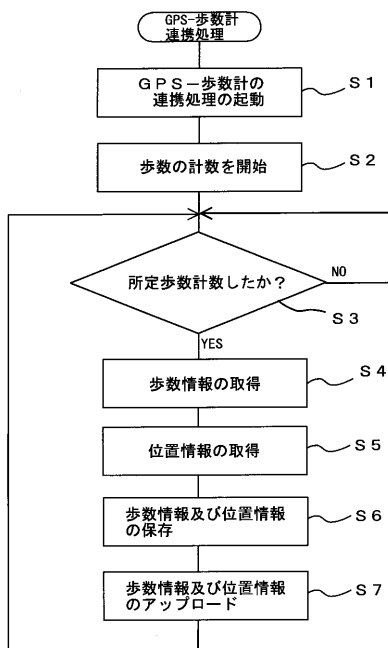 GPS-歩数計
連携処理
GPS-歩数計の
連携処理の起動
S1
歩数の計数を開始
S2
所定歩数計数したか?
NO
S3
YES
S4
歩数情報の取得
S5
位置情報の取得
歩数情報及び位置情報
の保存
S6
歩数情報及び位置情報
のアップロード
S7